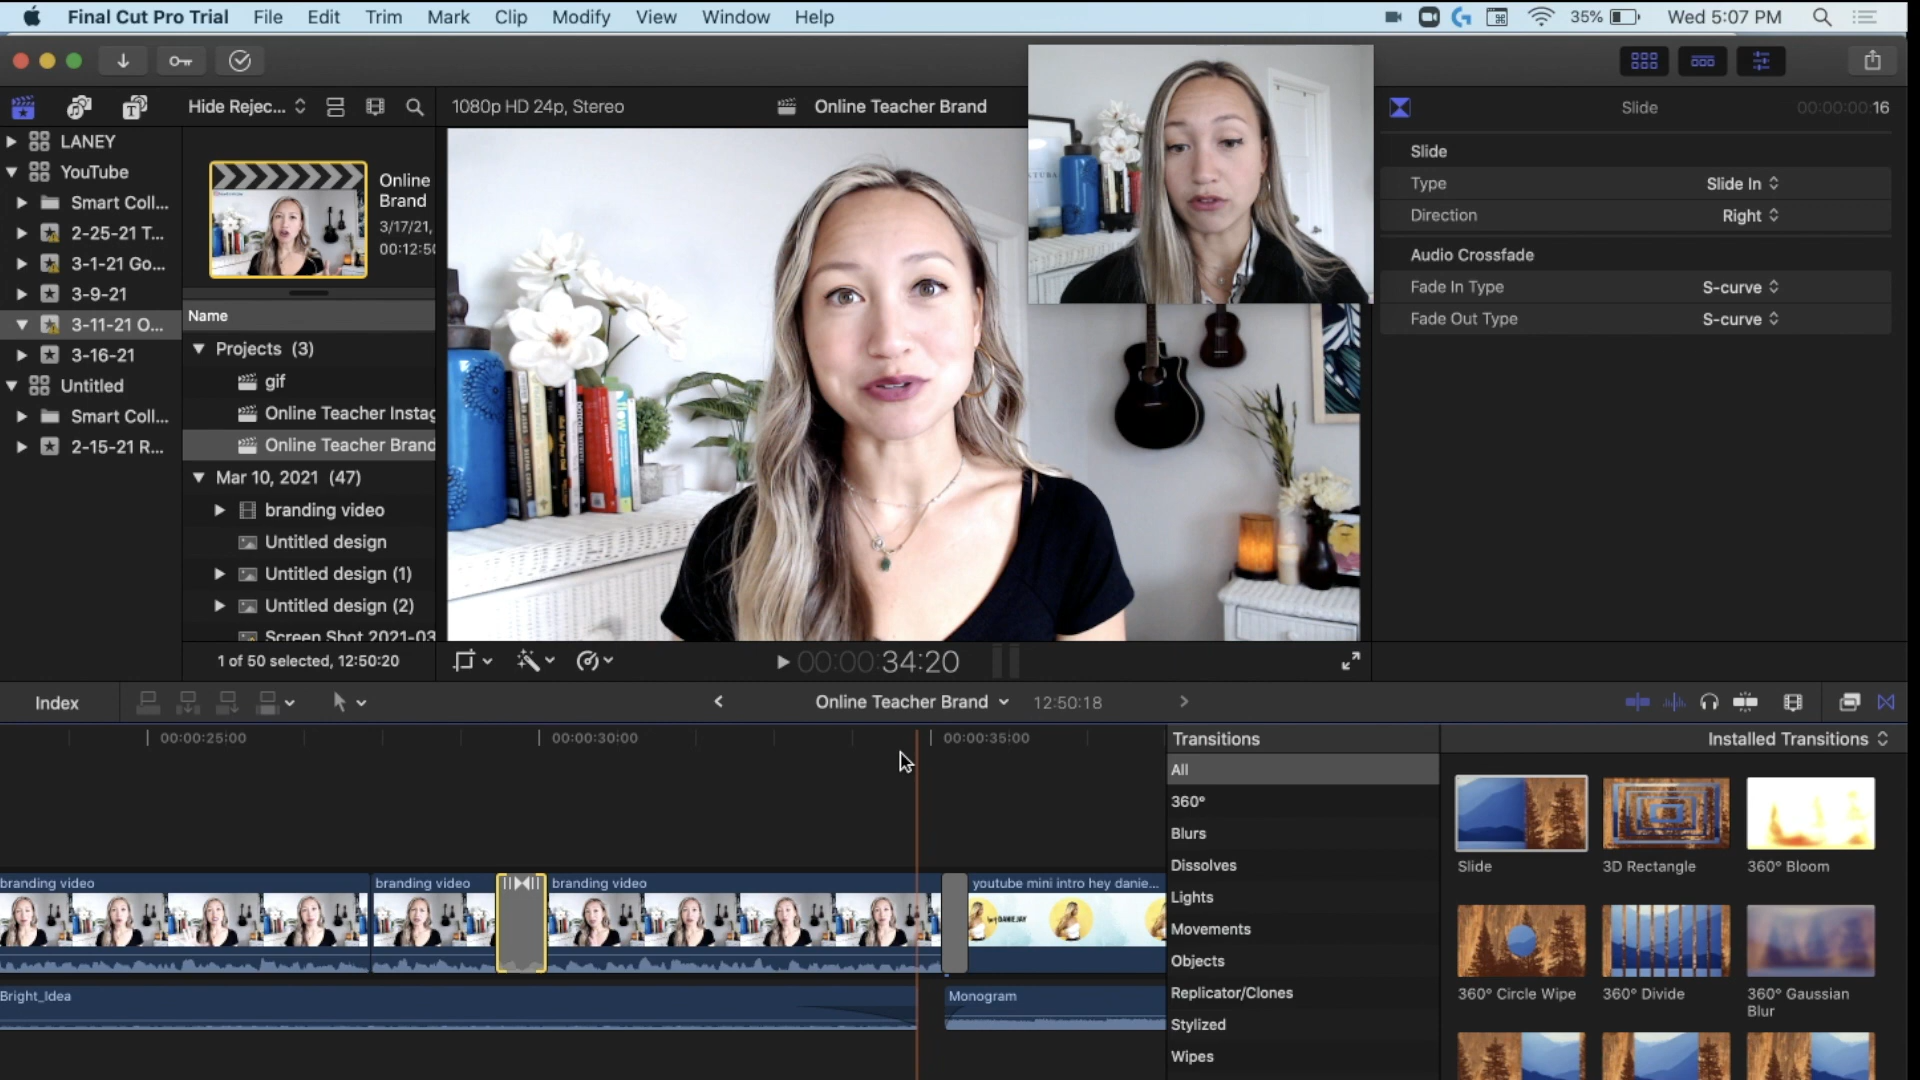 Final Cut Pro Trial File Edit Trim Mark Clip Modify View Window Help
35% Wed 5:07 PM
Hide Rejec...
1080p HD 24p, Stereo
Online Teacher Brand
Slide
00:00:00:16
LANEY
YouTube
Smart Coll...
2-25-21 T...
3-1-21 Go...
3-9-21
3-11-21 O...
3-16-21
Untitled
Smart Coll...
2-15-21 R...
Online
Brand
3/17/21,
00:12:50
Name
Projects (3)
gif
Online Teacher Instag
Online Teacher Brand
Mar 10, 2021 (47)
branding video
Untitled design
Untitled design (1)
Untitled design (2)
Screen Shot 2021-03
1 of 50 selected, 12:50:20
flow
00:00:34:20
Slide
Type
Slide In
Direction
Right
Audio Crossfade
Fade In Type
S-curve
Fade Out Type
S-curve
Index
Online Teacher Brand
12:50:18
00:00:25:00
00:00:30:00
00:00:35:00
branding video
branding video
branding video
youtube mini intro hey danie...
Bright_Idea
Monogram
Transitions
All
360°
Blurs
Dissolves
Lights
Movements
Objects
Replicator/Clones
Stylized
Wipes
Installed Transitions
Slide
3D Rectangle
360° Bloom
360° Circle Wipe
360° Divide
360° Gaussian
Blur